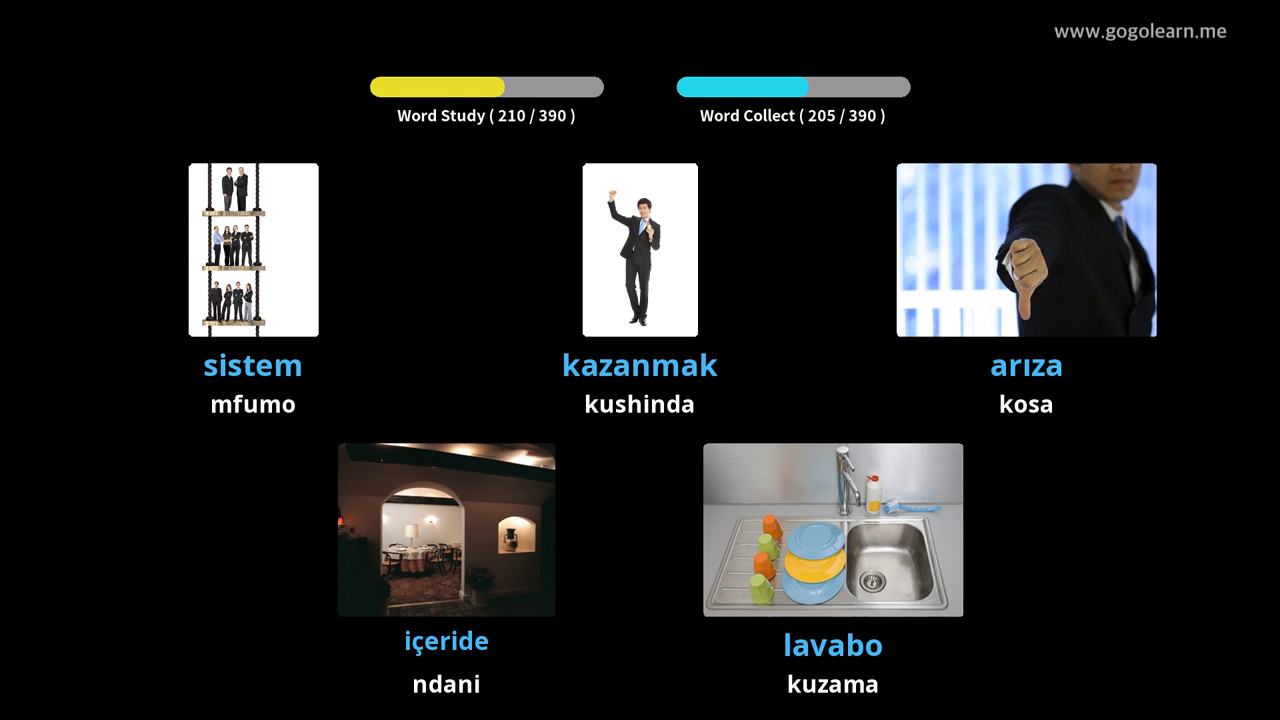 www.gogolearn.me
Word Study ( 210 / 390 )
Word Collect ( 205 / 390 )
sistem
mfumo
kazanmak
kushinda
arıza
kosa
içeride
ndani
lavabo
kuzama